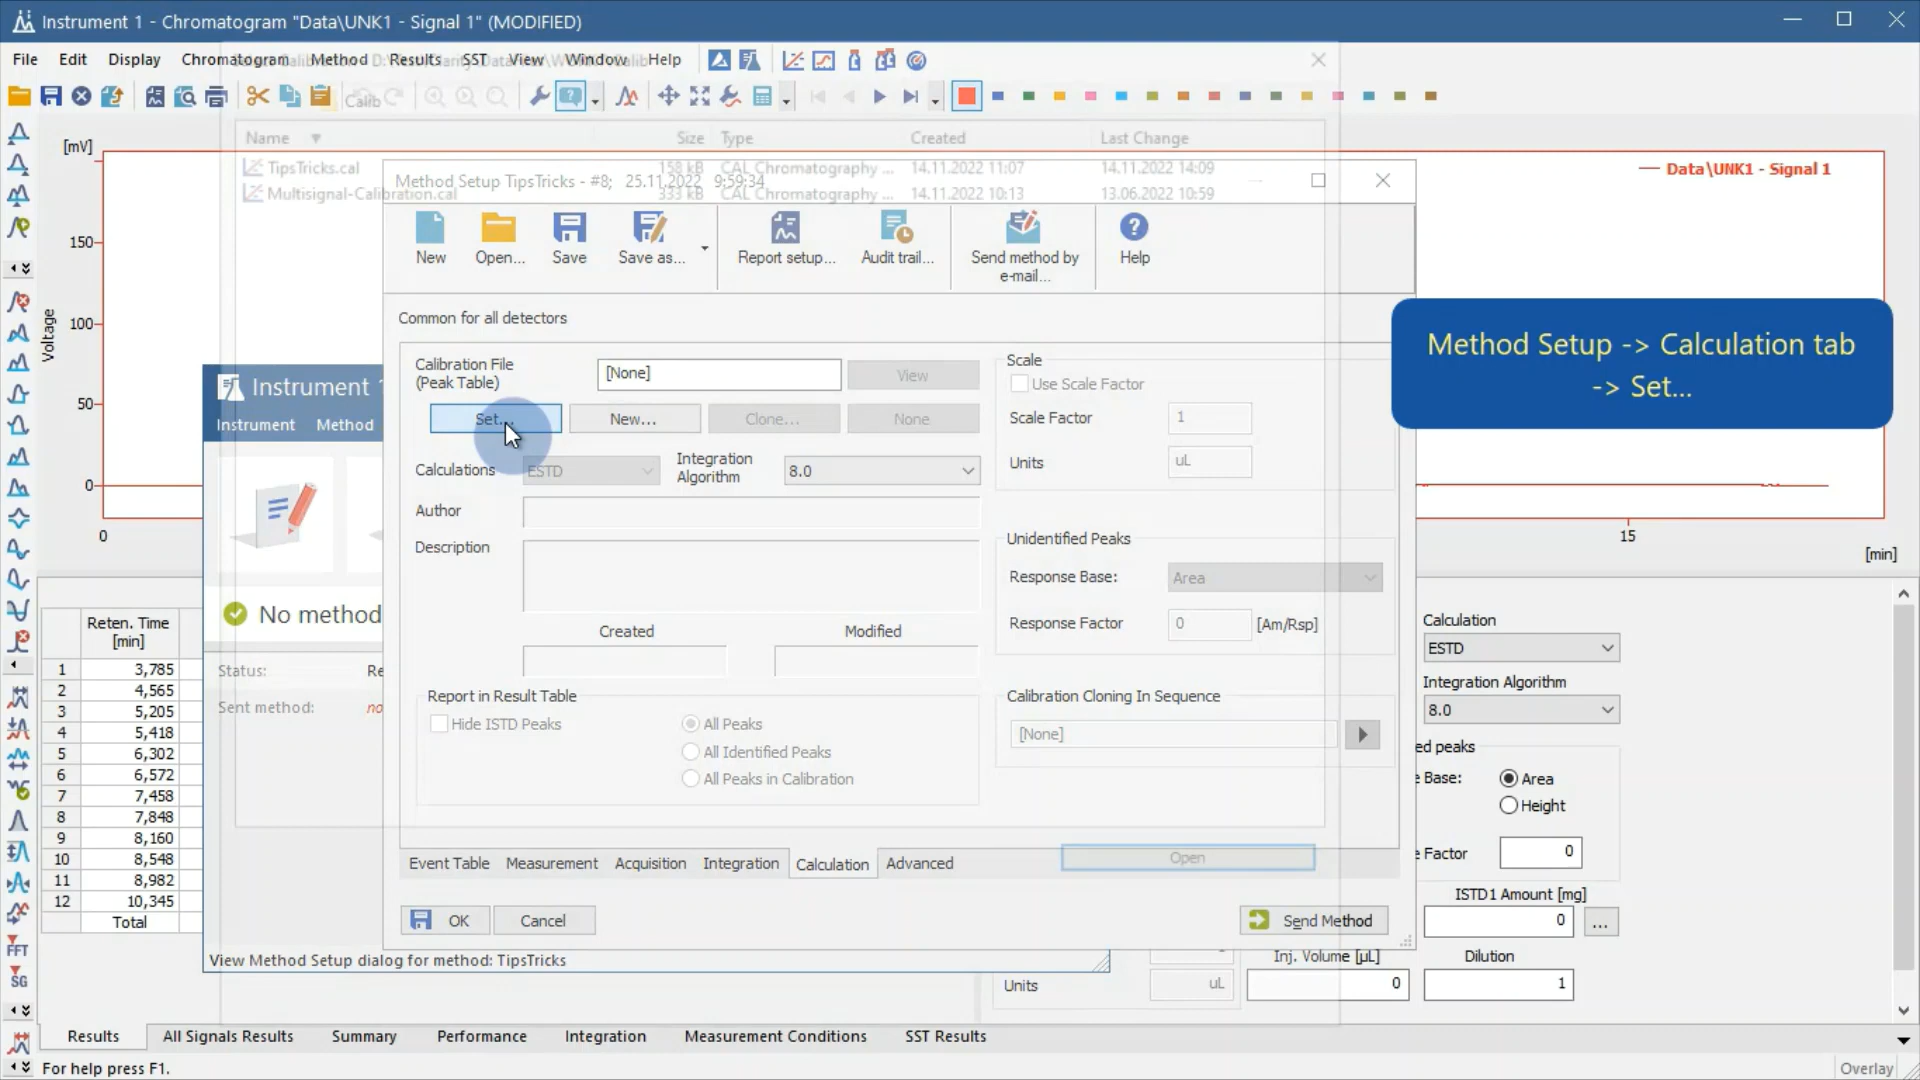 Instrument 1 - Chromatogram "Data\UNK1 - Signal 1" (MODIFIED)
File Edit Display Chromatogram Method Results SST View Window Help
Calib
Name Size Type Created Last Change
[mV]
TipsTricks.cal 158 kB CAL Chromatography ... 14.11.2022 11:07 14.11.2022 14:09
Data\UNK1 - Signal 1
Method Setup TipsTricks - #8; 25.11.2022 9:59:34
Multisignal-Calibration.cal 333 kB CAL Chromatography ... 14.11.2022 10:13 13.06.2022 10:59
New Open... Save Save as... Report setup... Audit trail... Send method by e-mail... Help
Voltage
150
100
50
0
0
15
[min]
Common for all detectors
Method Setup -> Calculation tab
-> Set...
Calibration File
(Peak Table)
[None]
View
Set... New... Clone... None
Calculations
ESTD
Integration
Algorithm
8.0
Author
Description
Created Modified
Report in Result Table
Hide ISTD Peaks
All Peaks
All Identified Peaks
All Peaks in Calibration
Scale
Use Scale Factor
Scale Factor 1
Units uL
Unidentified Peaks
Response Base: Area
Response Factor 0 [Am/Rsp]
Calibration Cloning In Sequence
[None]
Event Table Measurement Acquisition Integration Calculation Advanced
Open
OK Cancel Send Method
Instrument
Instrument Method
No method
Status: Re
Sent method: no
View Method Setup dialog for method: TipsTricks
Reten. Time
[min]
1 3,785
2 4,565
3 5,205
4 5,418
5 6,302
6 6,572
7 7,458
8 7,848
9 8,160
10 8,548
11 8,982
12 10,345
Total
Calculation
ESTD
Integration Algorithm
8.0
ed peaks
e Base: Area
Height
e Factor 0
ISTD1 Amount [mg]
0 ...
Inj. Volume [µL] Dilution
Units uL 0 1
Results All Signals Results Summary Performance Integration Measurement Conditions SST Results
For help press F1.
Overlay
FFT
SG